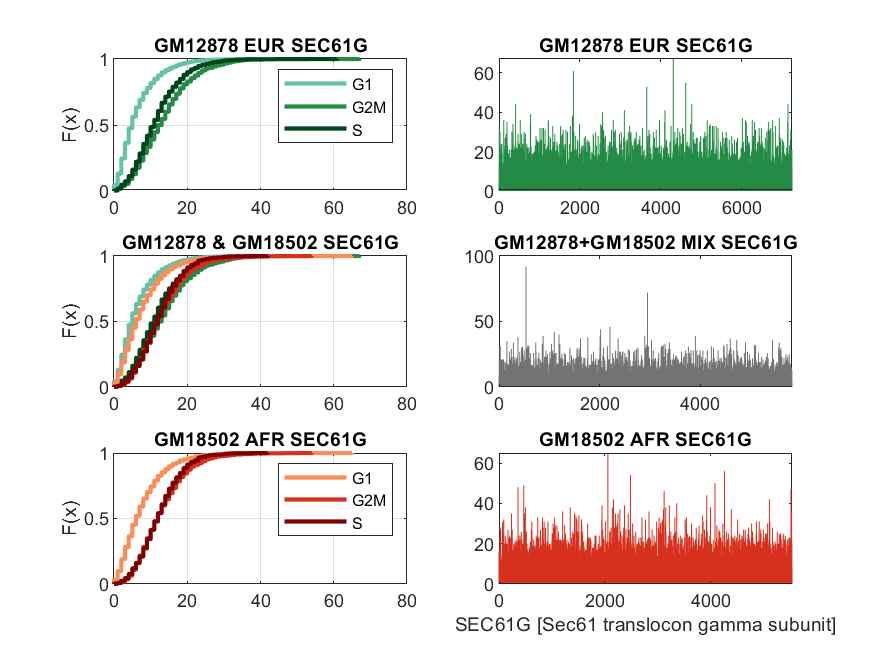 GM12878 EUR SEC61G
1
0.5
0
F(x)
G1
G2M
S
0 20 40 60 80
GM12878 EUR SEC61G
60
40
20
0
0 2000 4000 6000
GM12878 & GM18502 SEC61G
1
0.5
0
F(x)
0 20 40 60 80
GM12878+GM18502 MIX SEC61G
100
50
0
0 2000 4000
GM18502 AFR SEC61G
1
0.5
0
F(x)
G1
G2M
S
0 20 40 60 80
GM18502 AFR SEC61G
60
40
20
0
0 2000 4000
SEC61G [Sec61 translocon gamma subunit]